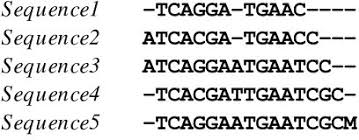 Sequence1 -TCAGGA-TGAAC----
Sequence2 ATCACGA-TGAACC---
Sequence3 ATCAGGAATGAATCC--
Sequence4 -TCACGATTGAATCGC-
Sequence5 -TCAGGAATGAATCGCM